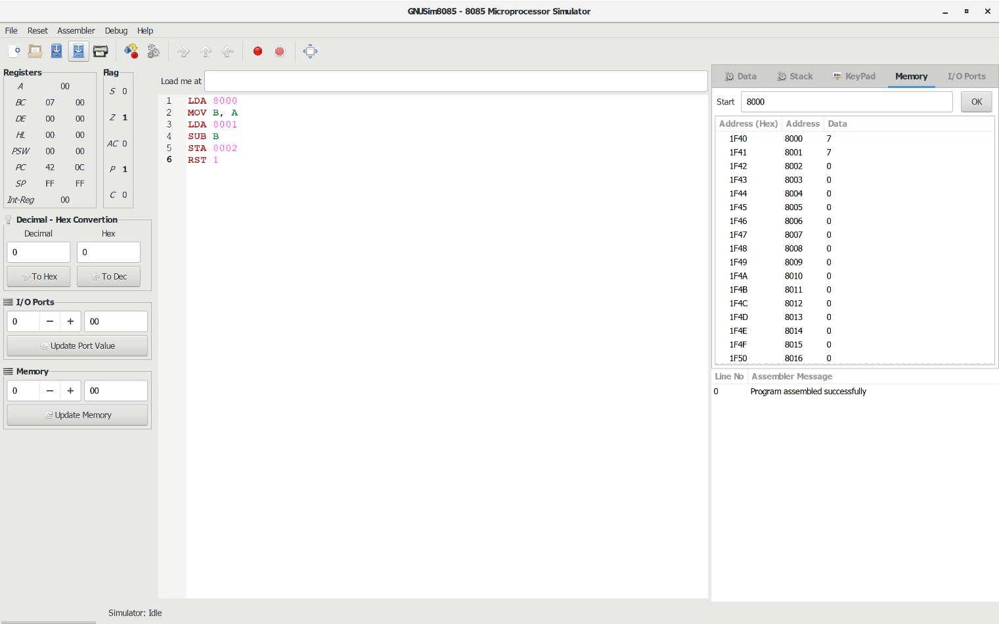 GNUSim8085 - 8085 Microprocessor Simulator
File Reset Assembler Debug Help
Registers
A 00
BC 07 00
DE 00 00
HL 00 00
PSW 00 00
PC 42 0C
SP FF FF
Int-Reg 00
Flag
S 0
Z 1
AC 0
P 1
C 0
Decimal - Hex Convertion
Decimal Hex
0 0
To Hex To Dec
I/O Ports
0 − + 00
Update Port Value
Memory
0 − + 00
Update Memory
Load me at
1 LDA 8000
2 MOV B, A
3 LDA 8001
4 SUB B
5 STA 8002
6 RST 1
Data Stack Abc KeyPad Memory I/O Ports
Start 8000 OK
Address (Hex) Address Data
1F40 8000 7
1F41 8001 7
1F42 8002 0
1F43 8003 0
1F44 8004 0
1F45 8005 0
1F46 8006 0
1F47 8007 0
1F48 8008 0
1F49 8009 0
1F4A 8010 0
1F4B 8011 0
1F4C 8012 0
1F4D 8013 0
1F4E 8014 0
1F4F 8015 0
1F50 8016 0
Line No Assembler Message
0 Program assembled successfully
Simulator: Idle